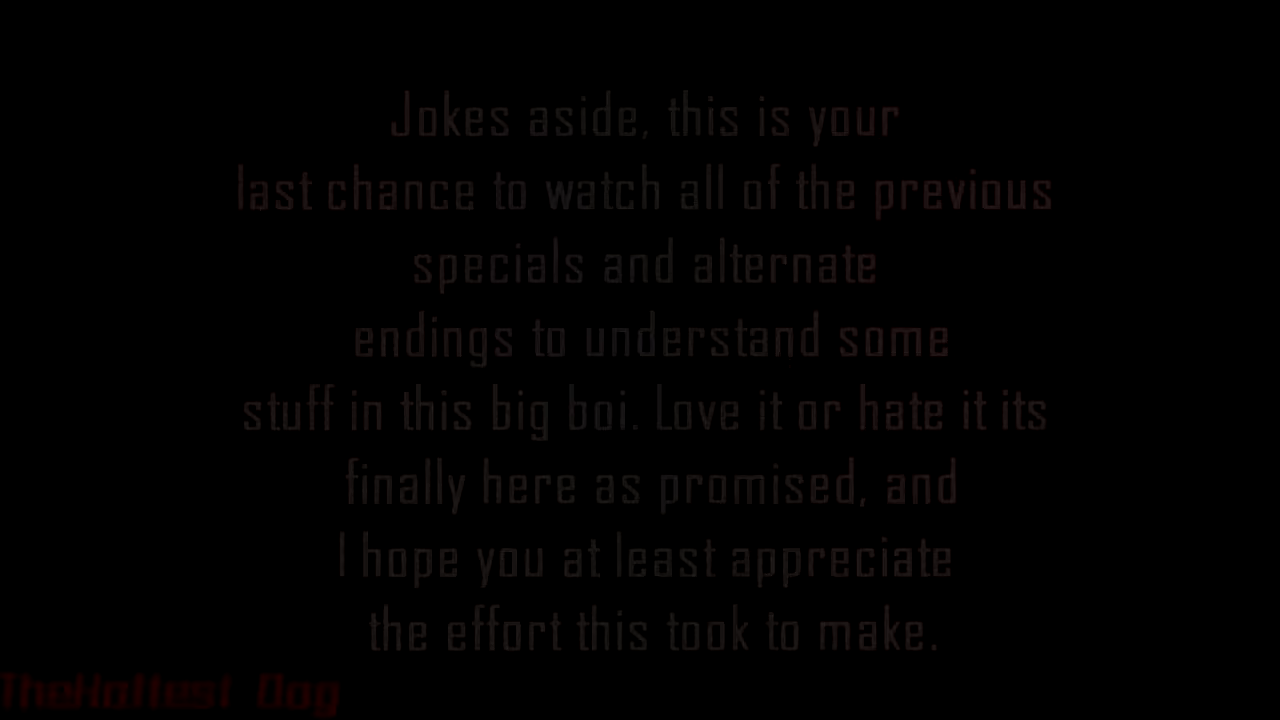 Jokes aside, this is your
last chance to watch all of the previous
specials and alternate
endings to understand some
stuff in this big boi. Love it or hate it its
finally here as promised, and
I hope you at least appreciate
the effort this took to make.
TheHattest Dog